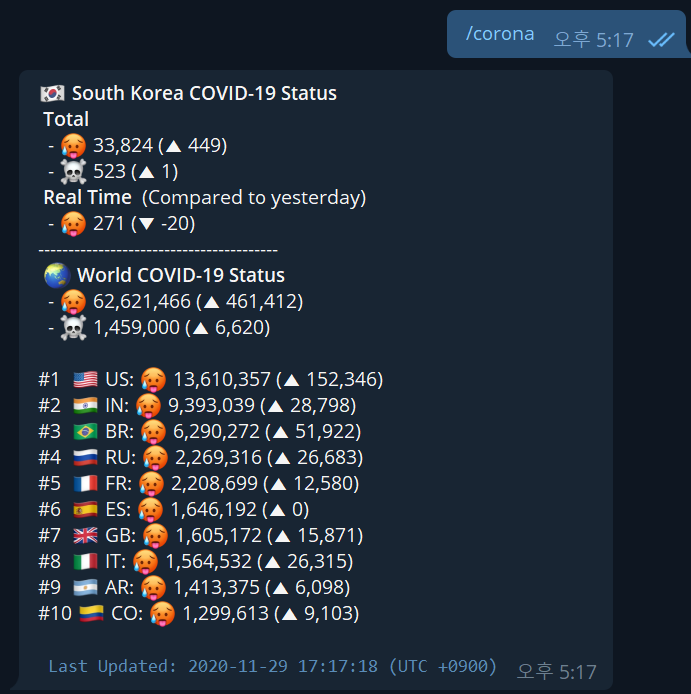 /corona 오후 5:17
🇰🇷 South Korea COVID-19 Status
Total
- 🥵 33,824 (▲ 449)
- ☠️ 523 (▲ 1)
Real Time (Compared to yesterday)
- 🥵 271 (▼ -20)
----------------------------------------
🌏 World COVID-19 Status
- 🥵 62,621,466 (▲ 461,412)
- ☠️ 1,459,000 (▲ 6,620)
#1 🇺🇸 US: 🥵 13,610,357 (▲ 152,346)
#2 🇮🇳 IN: 🥵 9,393,039 (▲ 28,798)
#3 🇧🇷 BR: 🥵 6,290,272 (▲ 51,922)
#4 🇷🇺 RU: 🥵 2,269,316 (▲ 26,683)
#5 🇫🇷 FR: 🥵 2,208,699 (▲ 12,580)
#6 🇪🇸 ES: 🥵 1,646,192 (▲ 0)
#7 🇬🇧 GB: 🥵 1,605,172 (▲ 15,871)
#8 🇮🇹 IT: 🥵 1,564,532 (▲ 26,315)
#9 🇦🇷 AR: 🥵 1,413,375 (▲ 6,098)
#10 🇨🇴 CO: 🥵 1,299,613 (▲ 9,103)
Last Updated: 2020-11-29 17:17:18 (UTC +0900) 오후 5:17